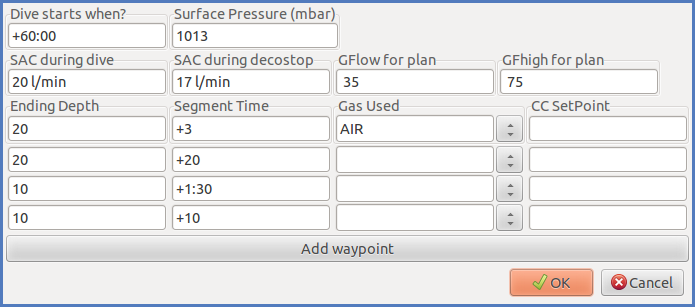 Dive starts when? Surface Pressure (mbar)
+60:00 1013
SAC during dive SAC during decostop GFlow for plan GFhigh for plan
20 l/min 17 l/min 35 75
Ending Depth Segment Time Gas Used CC SetPoint
20 +3 AIR
20 +20
10 +1:30
10 +10
Add waypoint
OK Cancel